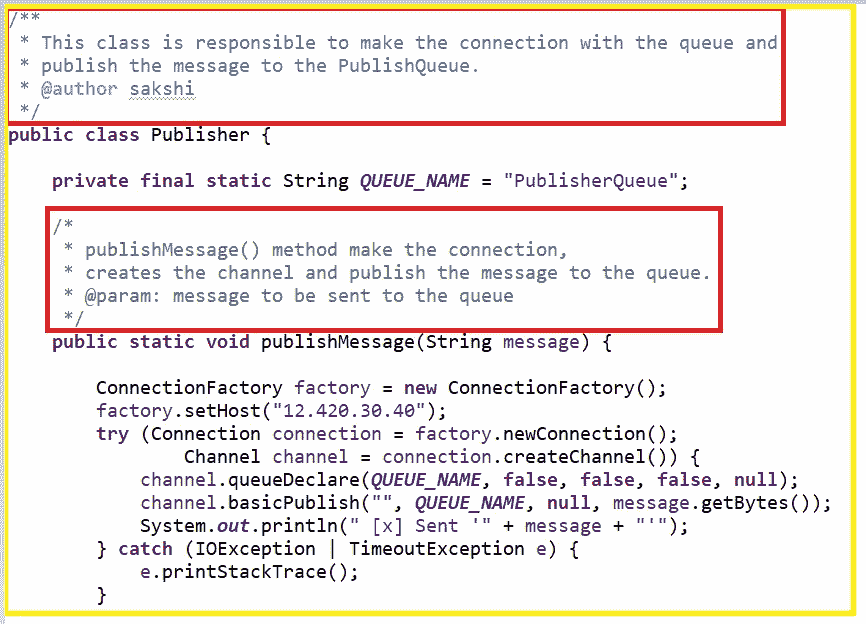 /**
 * This class is responsible to make the connection with the queue and
 * publish the message to the PublishQueue.
 * @author sakshi
 */
public class Publisher {
private final static String QUEUE_NAME = "PublisherQueue";
/*
 * publishMessage() method make the connection,
 * creates the channel and publish the message to the queue.
 * @param: message to be sent to the queue
 */
public static void publishMessage(String message) {
ConnectionFactory factory = new ConnectionFactory();
factory.setHost("12.420.30.40");
try (Connection connection = factory.newConnection();
Channel channel = connection.createChannel()) {
channel.queueDeclare(QUEUE_NAME, false, false, false, null);
channel.basicPublish("", QUEUE_NAME, null, message.getBytes());
System.out.println(" [x] Sent '" + message + "'");
} catch (IOException | TimeoutException e) {
e.printStackTrace();
}